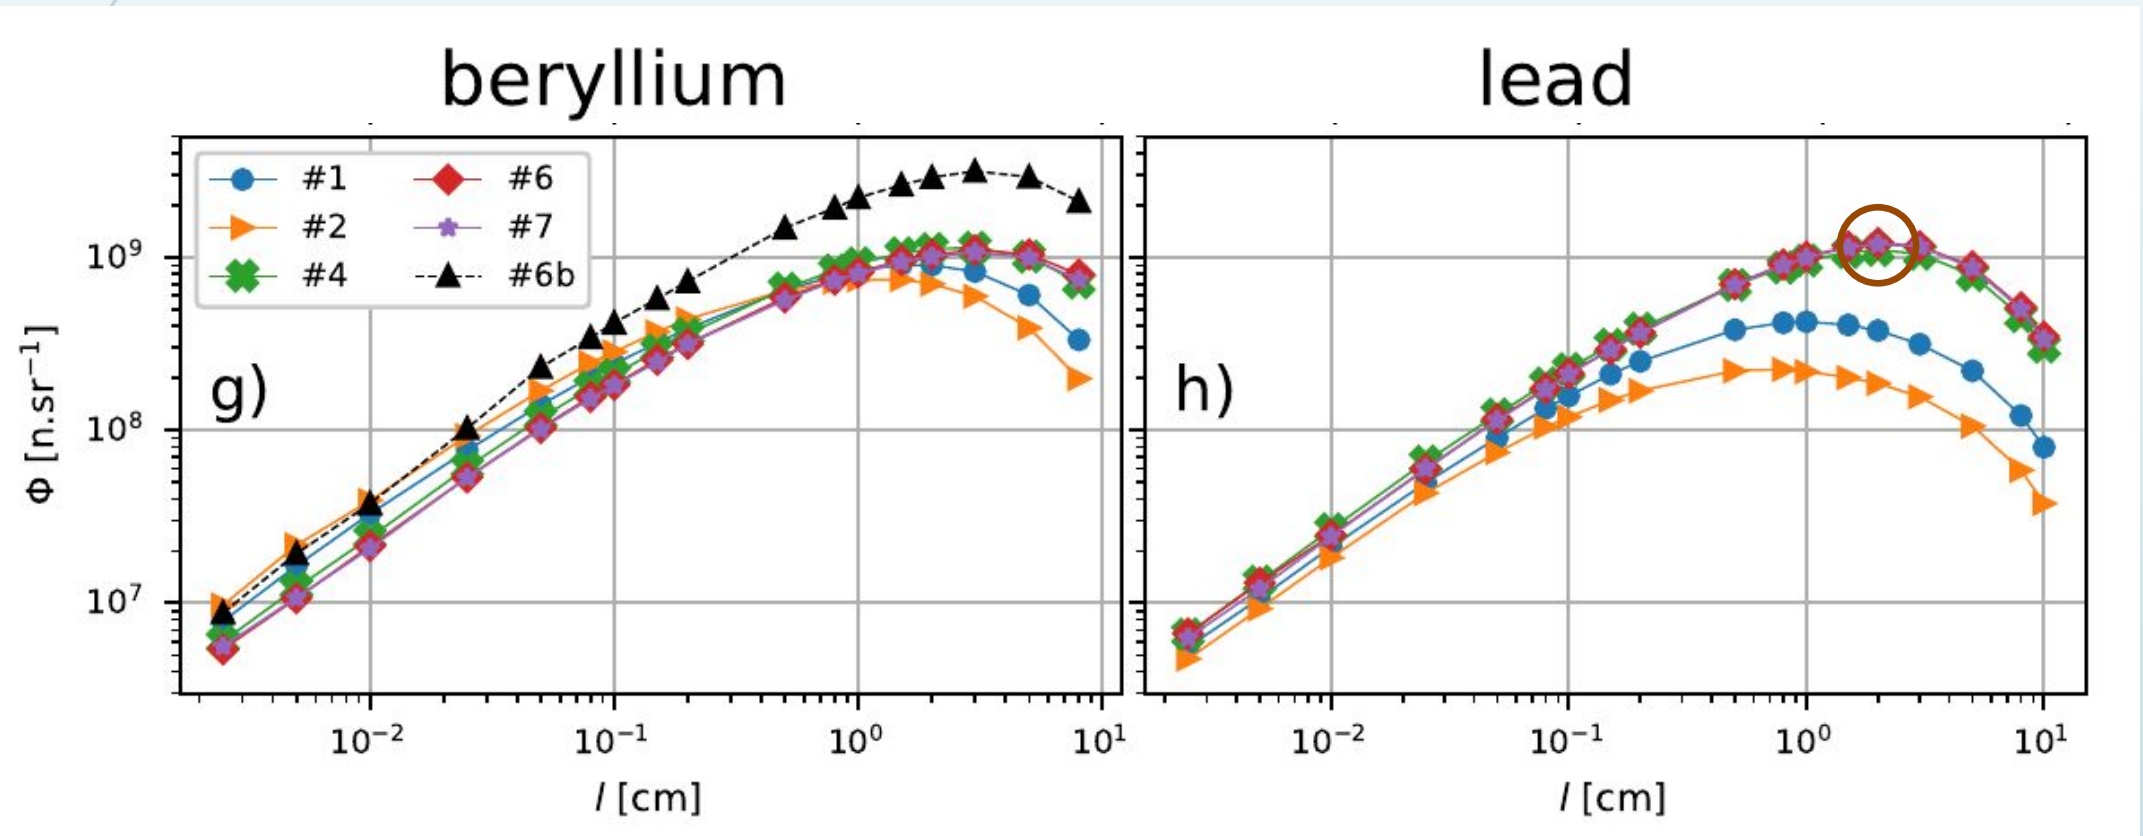 beryllium
lead
#1 #6
#2 #7
#4 #6b
g)
h)
Φ [n.sr⁻¹]
10⁹
10⁸
10⁷
10⁻² 10⁻¹ 10⁰ 10¹
10⁻² 10⁻¹ 10⁰ 10¹
l [cm]
l [cm]